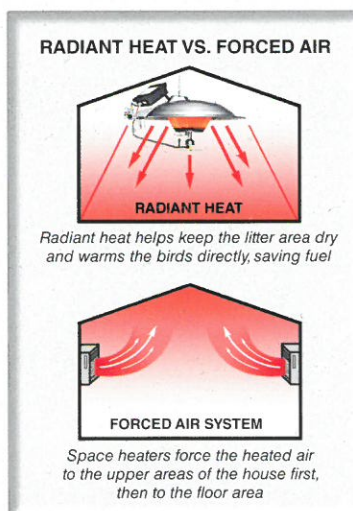 RADIANT HEAT VS. FORCED AIR
RADIANT HEAT
Radiant heat helps keep the litter area dry
and warms the birds directly, saving fuel
FORCED AIR SYSTEM
Space heaters force the heated air
to the upper areas of the house first,
then to the floor area